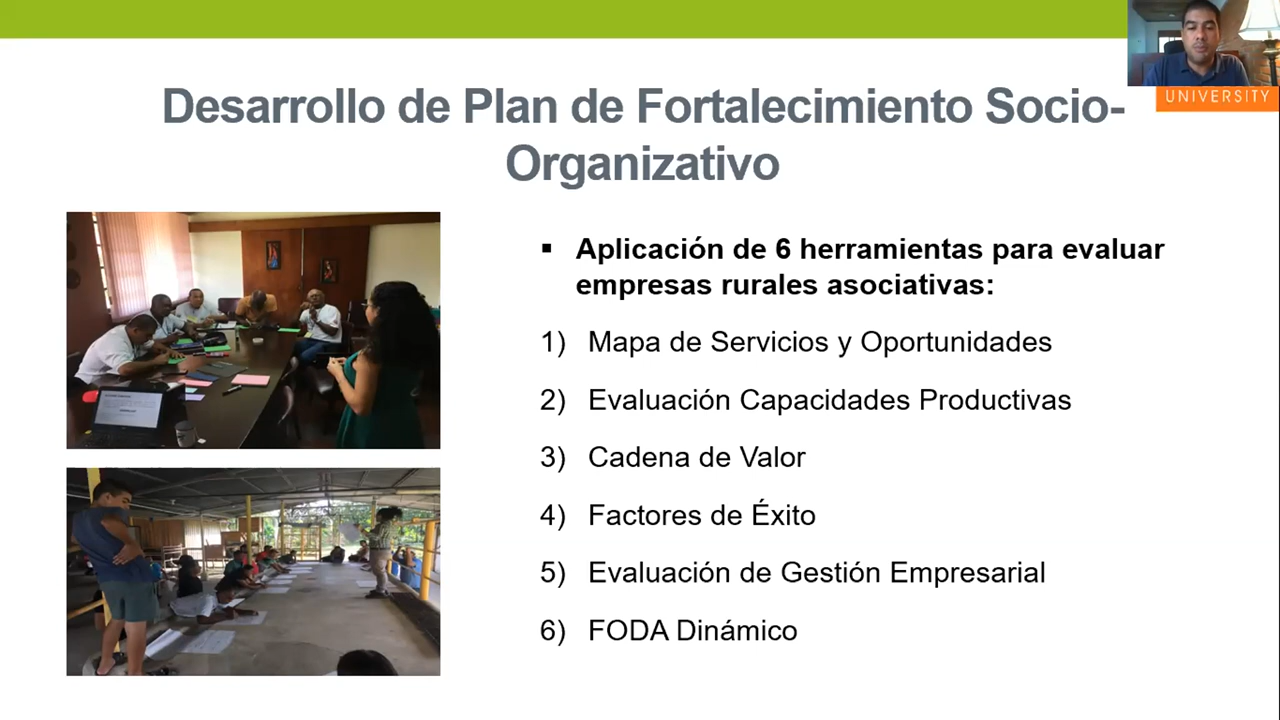 UNIVERSITY
Desarrollo de Plan de Fortalecimiento Socio-
Organizativo
▪ Aplicación de 6 herramientas para evaluar
empresas rurales asociativas:
1) Mapa de Servicios y Oportunidades
2) Evaluación Capacidades Productivas
3) Cadena de Valor
4) Factores de Éxito
5) Evaluación de Gestión Empresarial
6) FODA Dinámico